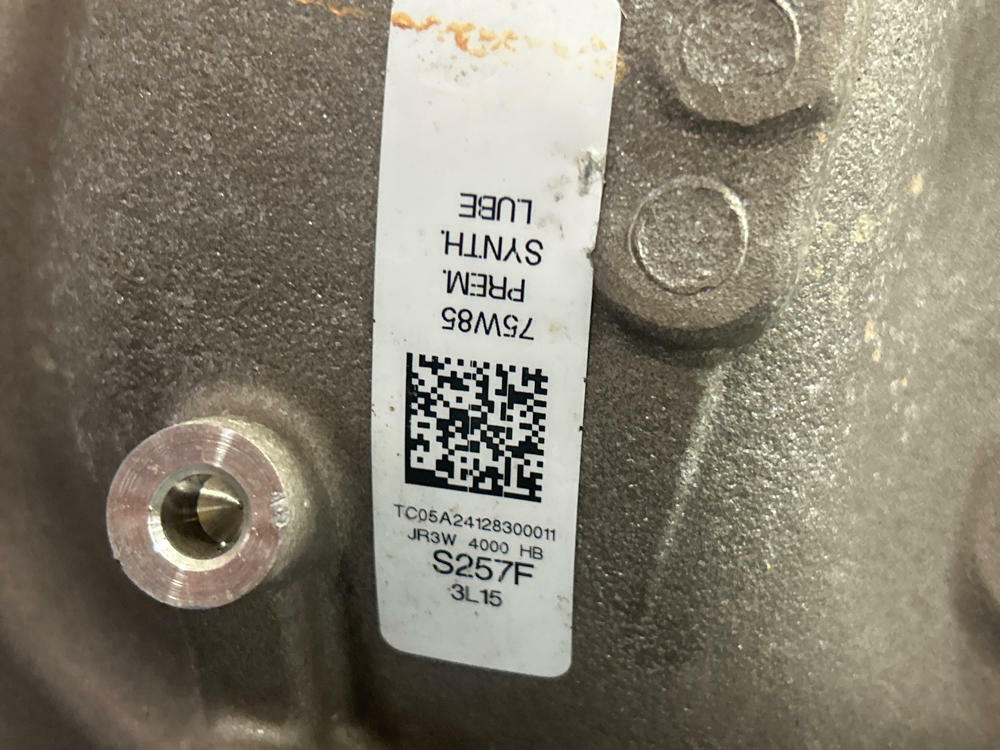 75W85
PREM.
SYNTH.
LUBE
TC05A24128300011
JR3W 4000 HB
S257F
3L15